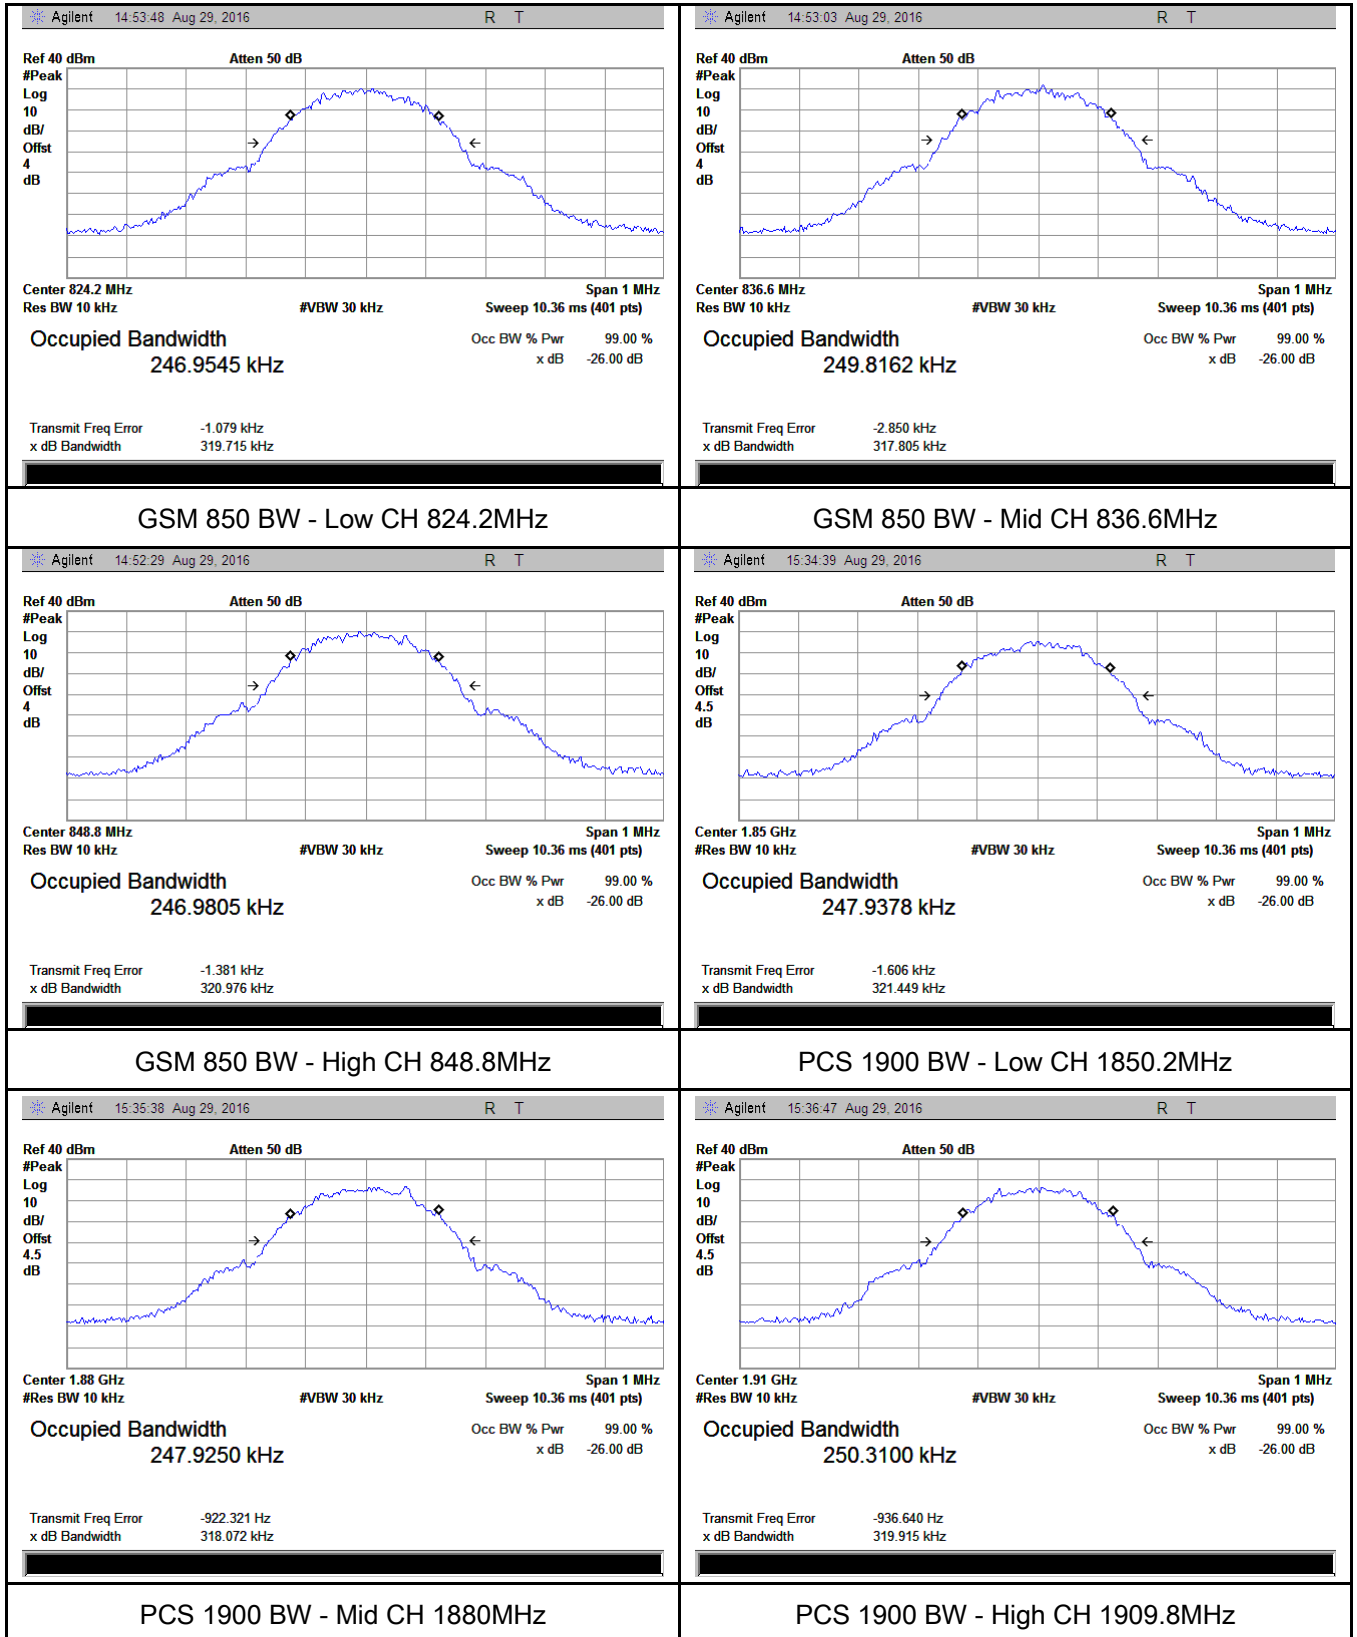 Agilent 14:53:48 Aug 29, 2016 R T
Ref 40 dBm Atten 50 dB
#Peak
Log
10
dB/
Offst
4
dB
Center 824.2 MHz Span 1 MHz
Res BW 10 kHz #VBW 30 kHz Sweep 10.36 ms (401 pts)
Occupied Bandwidth Occ BW % Pwr 99.00 %
246.9545 kHz x dB -26.00 dB
Transmit Freq Error -1.079 kHz
x dB Bandwidth 319.715 kHz
GSM 850 BW - Low CH 824.2MHz
Agilent 14:53:03 Aug 29, 2016 R T
Ref 40 dBm Atten 50 dB
#Peak
Log
10
dB/
Offst
4
dB
Center 836.6 MHz Span 1 MHz
Res BW 10 kHz #VBW 30 kHz Sweep 10.36 ms (401 pts)
Occupied Bandwidth Occ BW % Pwr 99.00 %
249.8162 kHz x dB -26.00 dB
Transmit Freq Error -2.850 kHz
x dB Bandwidth 317.805 kHz
GSM 850 BW - Mid CH 836.6MHz
Agilent 14:52:29 Aug 29, 2016 R T
Ref 40 dBm Atten 50 dB
#Peak
Log
10
dB/
Offst
4
dB
Center 848.8 MHz Span 1 MHz
Res BW 10 kHz #VBW 30 kHz Sweep 10.36 ms (401 pts)
Occupied Bandwidth Occ BW % Pwr 99.00 %
246.9805 kHz x dB -26.00 dB
Transmit Freq Error -1.381 kHz
x dB Bandwidth 320.976 kHz
GSM 850 BW - High CH 848.8MHz
Agilent 15:34:39 Aug 29, 2016 R T
Ref 40 dBm Atten 50 dB
#Peak
Log
10
dB/
Offst
4.5
dB
Center 1.85 GHz Span 1 MHz
#Res BW 10 kHz #VBW 30 kHz Sweep 10.36 ms (401 pts)
Occupied Bandwidth Occ BW % Pwr 99.00 %
247.9378 kHz x dB -26.00 dB
Transmit Freq Error -1.606 kHz
x dB Bandwidth 321.449 kHz
PCS 1900 BW - Low CH 1850.2MHz
Agilent 15:35:38 Aug 29, 2016 R T
Ref 40 dBm Atten 50 dB
#Peak
Log
10
dB/
Offst
4.5
dB
Center 1.88 GHz Span 1 MHz
#Res BW 10 kHz #VBW 30 kHz Sweep 10.36 ms (401 pts)
Occupied Bandwidth Occ BW % Pwr 99.00 %
247.9250 kHz x dB -26.00 dB
Transmit Freq Error -922.321 Hz
x dB Bandwidth 318.072 kHz
PCS 1900 BW - Mid CH 1880MHz
Agilent 15:36:47 Aug 29, 2016 R T
Ref 40 dBm Atten 50 dB
#Peak
Log
10
dB/
Offst
4.5
dB
Center 1.91 GHz Span 1 MHz
#Res BW 10 kHz #VBW 30 kHz Sweep 10.36 ms (401 pts)
Occupied Bandwidth Occ BW % Pwr 99.00 %
250.3100 kHz x dB -26.00 dB
Transmit Freq Error -936.640 Hz
x dB Bandwidth 319.915 kHz
PCS 1900 BW - High CH 1909.8MHz